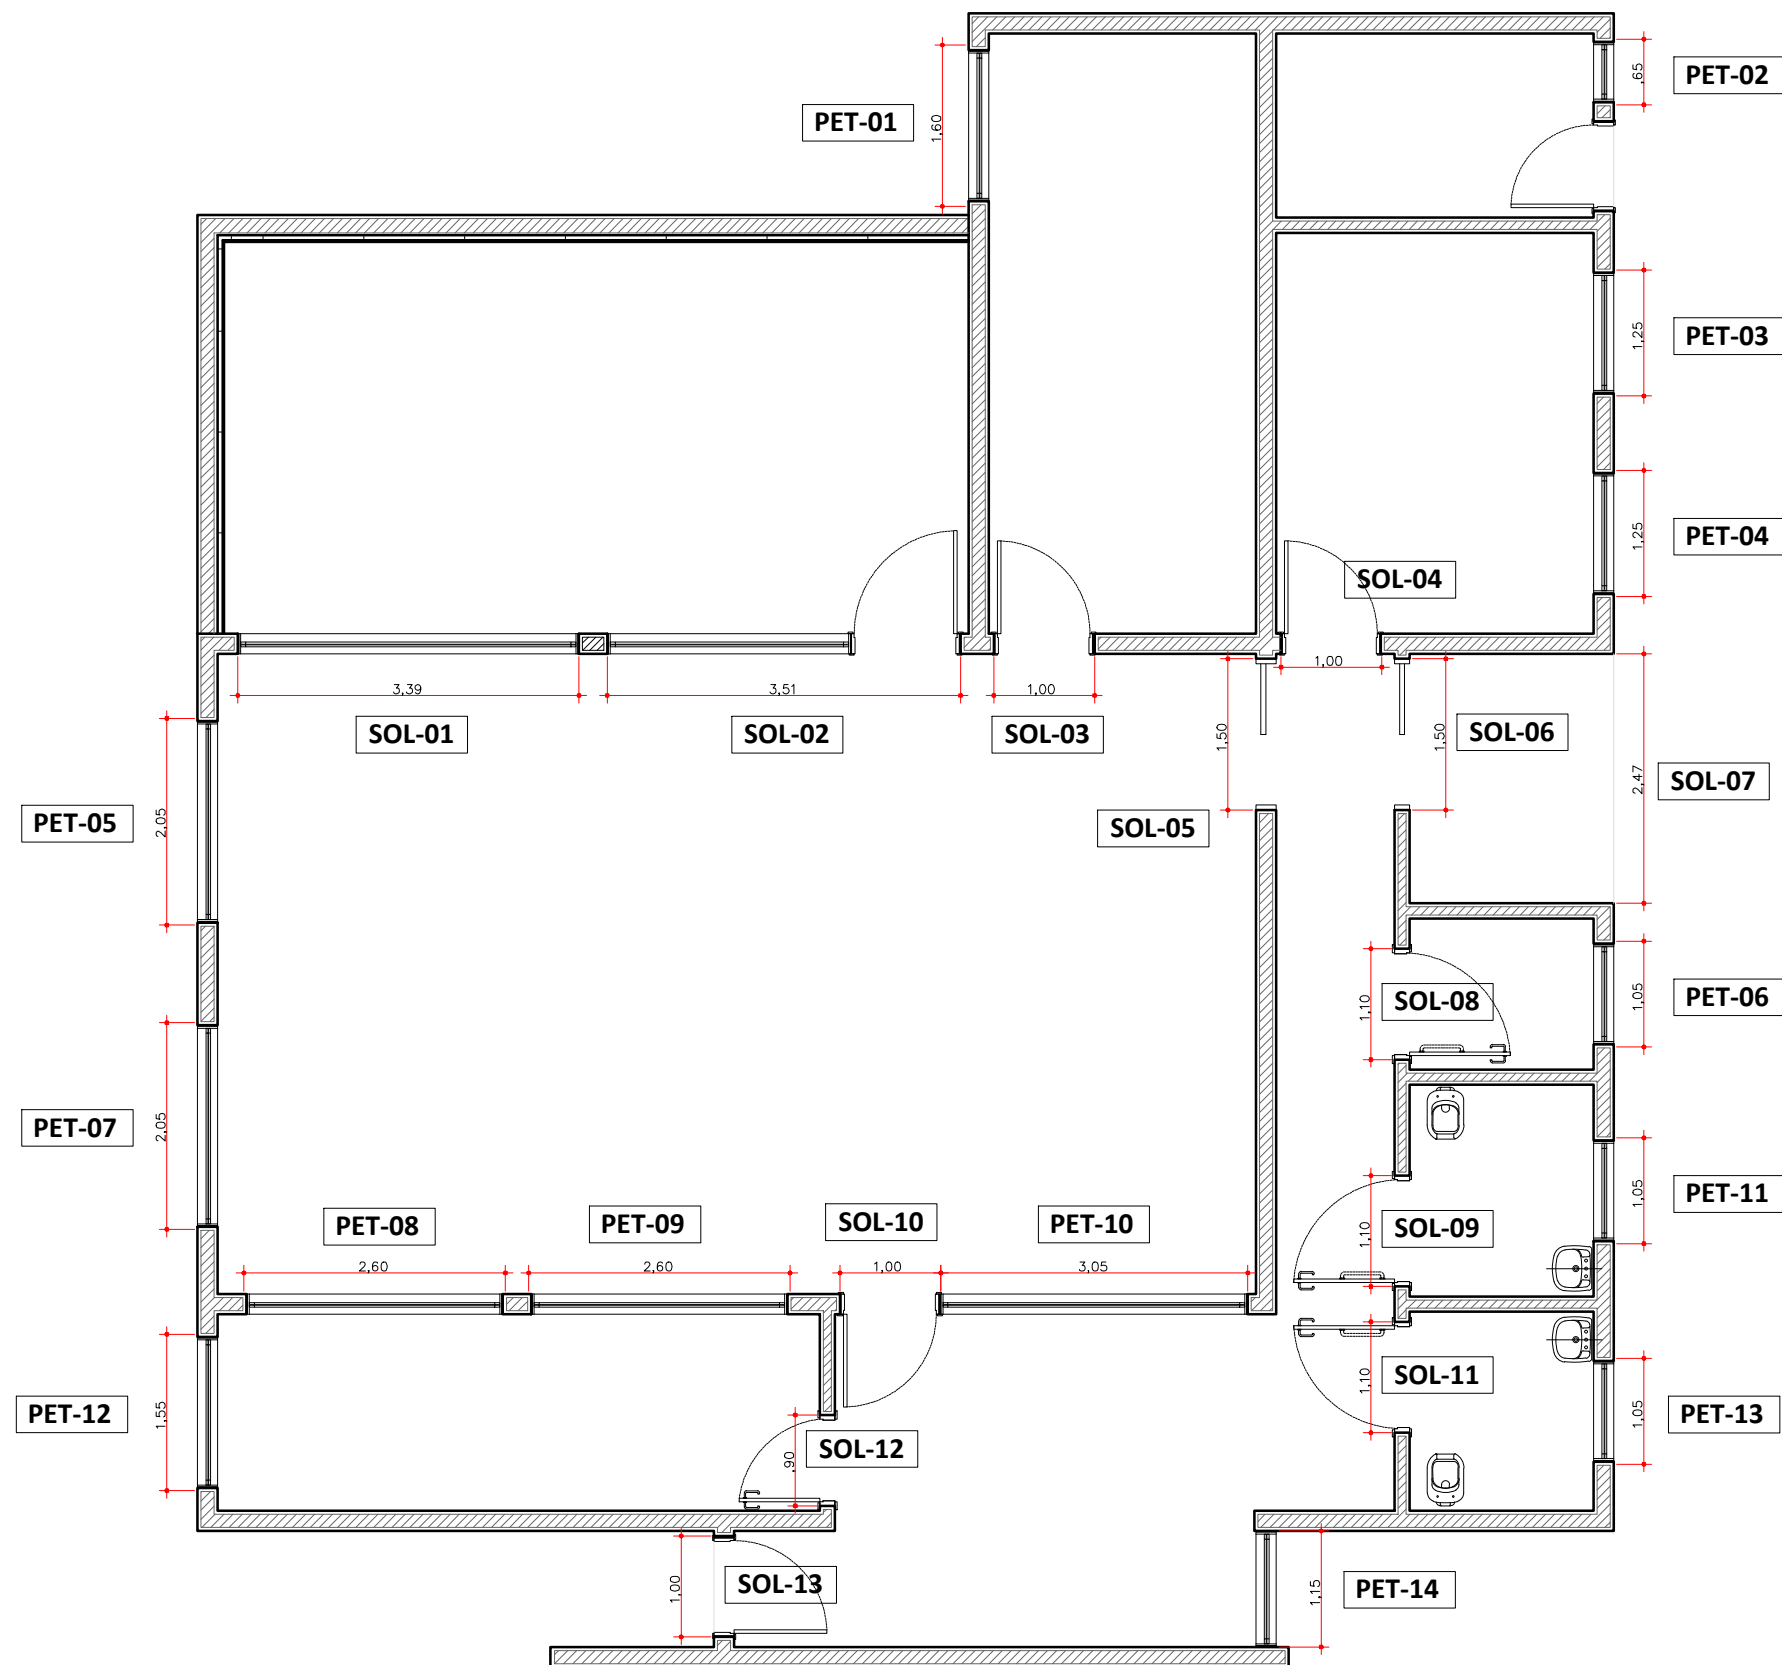 PET-02
,65
PET-01
1,60
PET-03
1,25
PET-04
1,25
SOL-04
1,00
3,39
3,51
1,00
SOL-01
SOL-02
SOL-03
1,50
1,50
SOL-06
2,47
SOL-07
PET-05
2,05
SOL-05
PET-06
1,05
SOL-08
1,10
PET-07
2,05
PET-11
1,05
SOL-09
1,10
PET-08
PET-09
SOL-10
PET-10
2,60
2,60
1,00
3,05
SOL-11
1,10
PET-12
1,55
PET-13
1,05
SOL-12
,90
SOL-13
1,00
PET-14
1,15